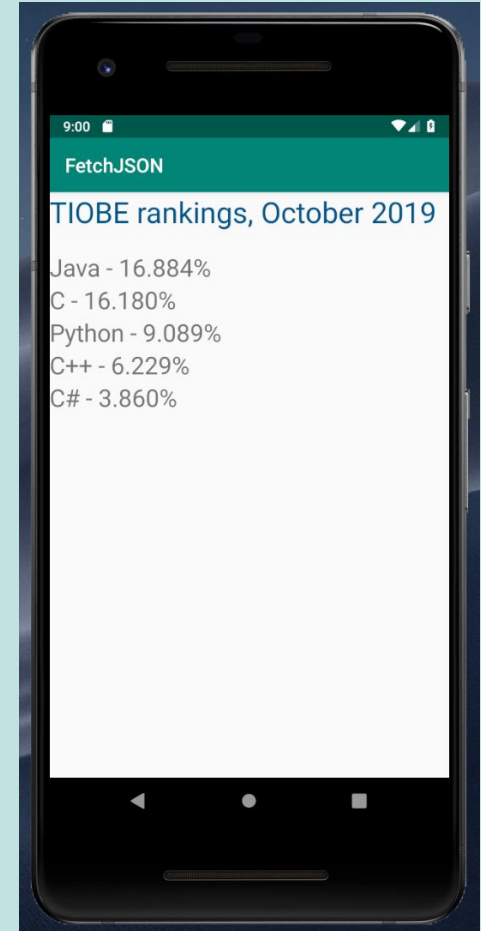 9:00
FetchJSON
TIOBE rankings, October 2019
Java - 16.884%
C - 16.180%
Python - 9.089%
C++ - 6.229%
C# - 3.860%